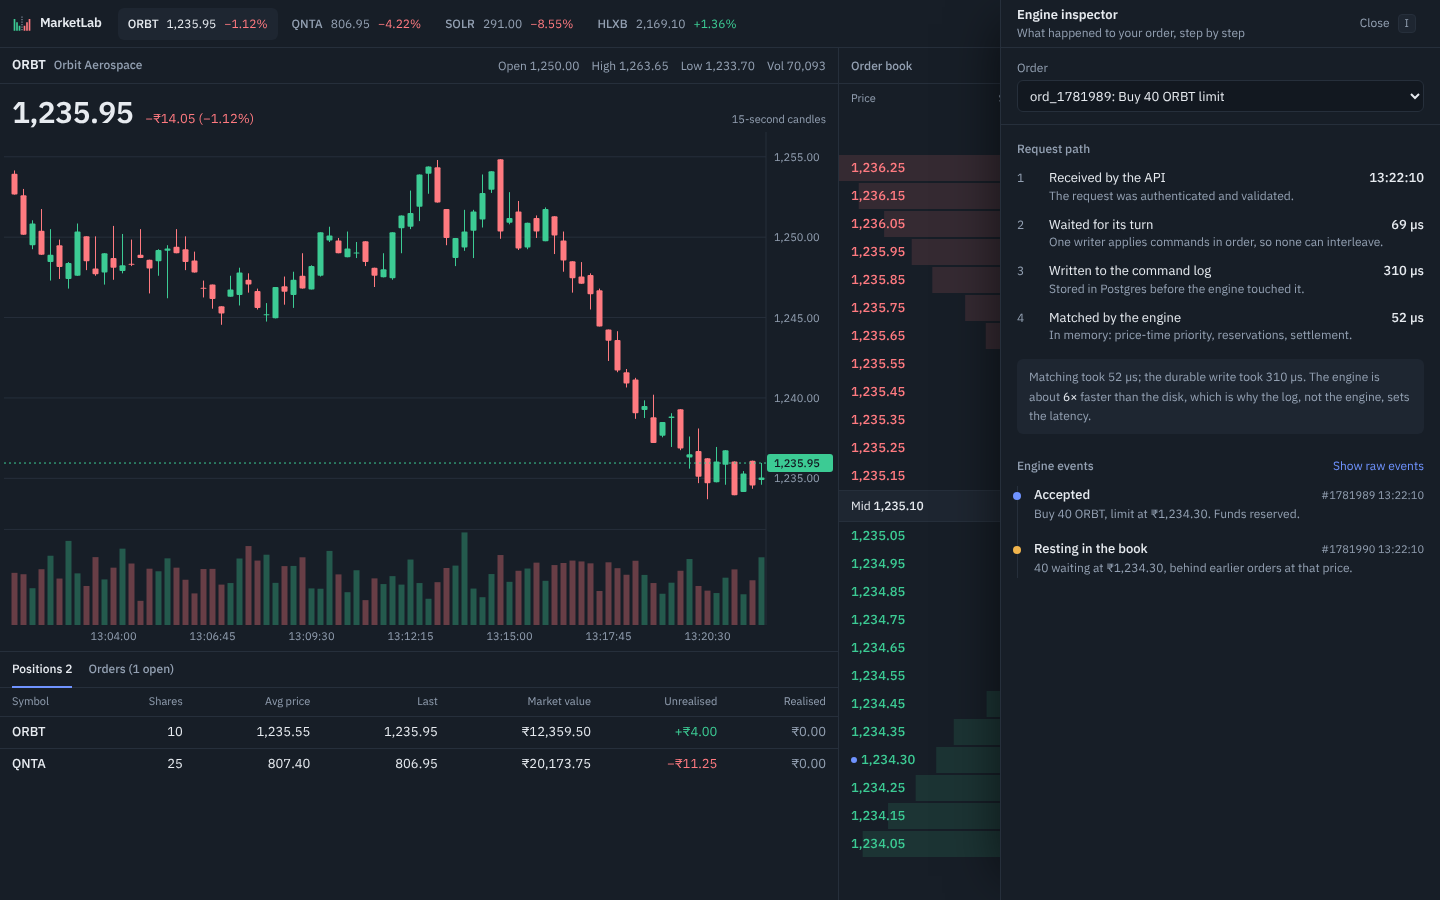 MarketLab
ORBT 1,235.95 −1.12%
QNTA 806.95 −4.22%
SOLR 291.00 −8.55%
HLXB 2,169.10 +1.36%
ORBT Orbit Aerospace
Open 1,250.00 High 1,263.65 Low 1,233.70 Vol 70,093
1,235.95 −₹14.05 (−1.12%)
15-second candles
1,255.00
1,250.00
1,245.00
1,240.00
1,235.95
1,235.00
13:04:00 13:06:45 13:09:30 13:12:15 13:15:00 13:17:45 13:20:30
Positions 2 Orders (1 open)
Symbol Shares Avg price Last Market value Unrealised Realised
ORBT 10 1,235.55 1,235.95 ₹12,359.50 +₹4.00 ₹0.00
QNTA 25 807.40 806.95 ₹20,173.75 −₹11.25 ₹0.00
Order book
Price
1,236.25
1,236.15
1,236.05
1,235.95
1,235.85
1,235.75
1,235.65
1,235.55
1,235.45
1,235.35
1,235.25
1,235.15
Mid 1,235.10
1,235.05
1,234.95
1,234.85
1,234.75
1,234.65
1,234.55
1,234.45
1,234.35
1,234.30
1,234.25
1,234.15
1,234.05
Engine inspector
What happened to your order, step by step
Close I
Order
ord_1781989: Buy 40 ORBT limit
Request path
1 Received by the API 13:22:10
The request was authenticated and validated.
2 Waited for its turn 69 µs
One writer applies commands in order, so none can interleave.
3 Written to the command log 310 µs
Stored in Postgres before the engine touched it.
4 Matched by the engine 52 µs
In memory: price-time priority, reservations, settlement.
Matching took 52 µs; the durable write took 310 µs. The engine is
about 6× faster than the disk, which is why the log, not the engine, sets
the latency.
Engine events Show raw events
Accepted #1781989 13:22:10
Buy 40 ORBT, limit at ₹1,234.30. Funds reserved.
Resting in the book #1781990 13:22:10
40 waiting at ₹1,234.30, behind earlier orders at that price.